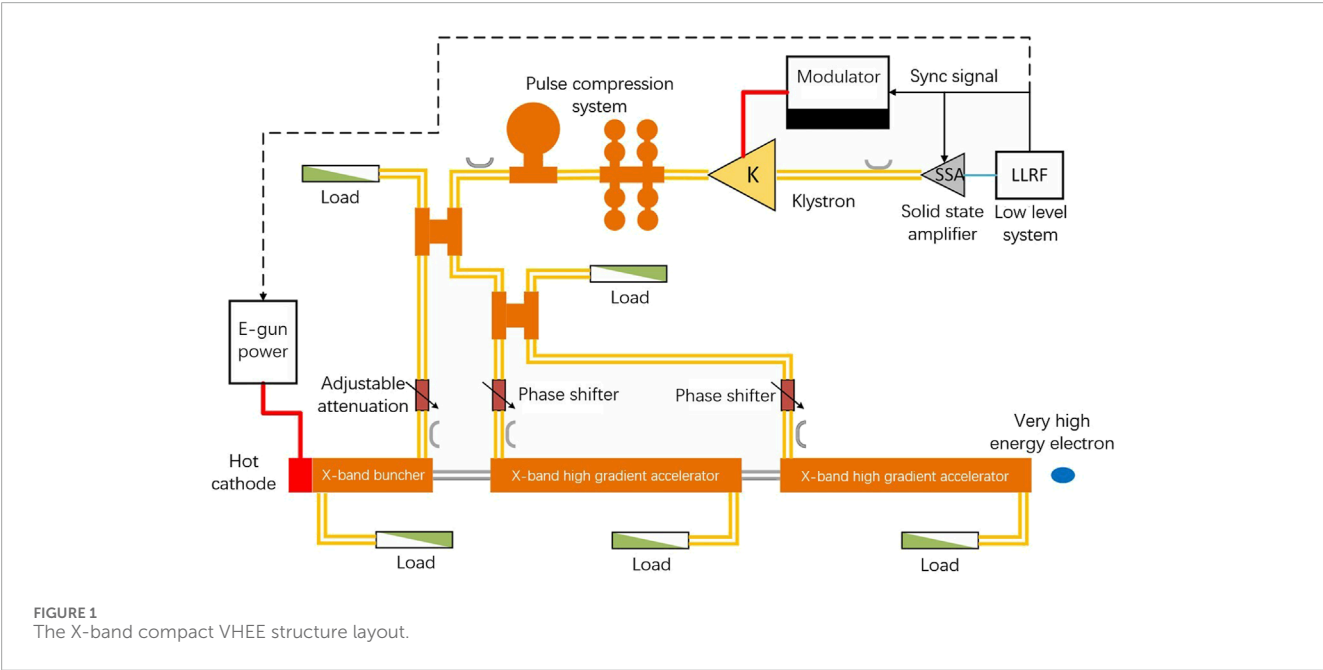 Pulse compression
system
Modulator
Sync signal
Load
K
Klystron
SSA
LLRF
Solid state
amplifier
Low level
system
Load
E-gun
power
Adjustable
attenuation
Phase shifter
Phase shifter
Very high
energy electron
Hot
cathode
X-band buncher
X-band high gradient accelerator
X-band high gradient accelerator
Load
Load
Load
FIGURE 1
The X-band compact VHEE structure layout.